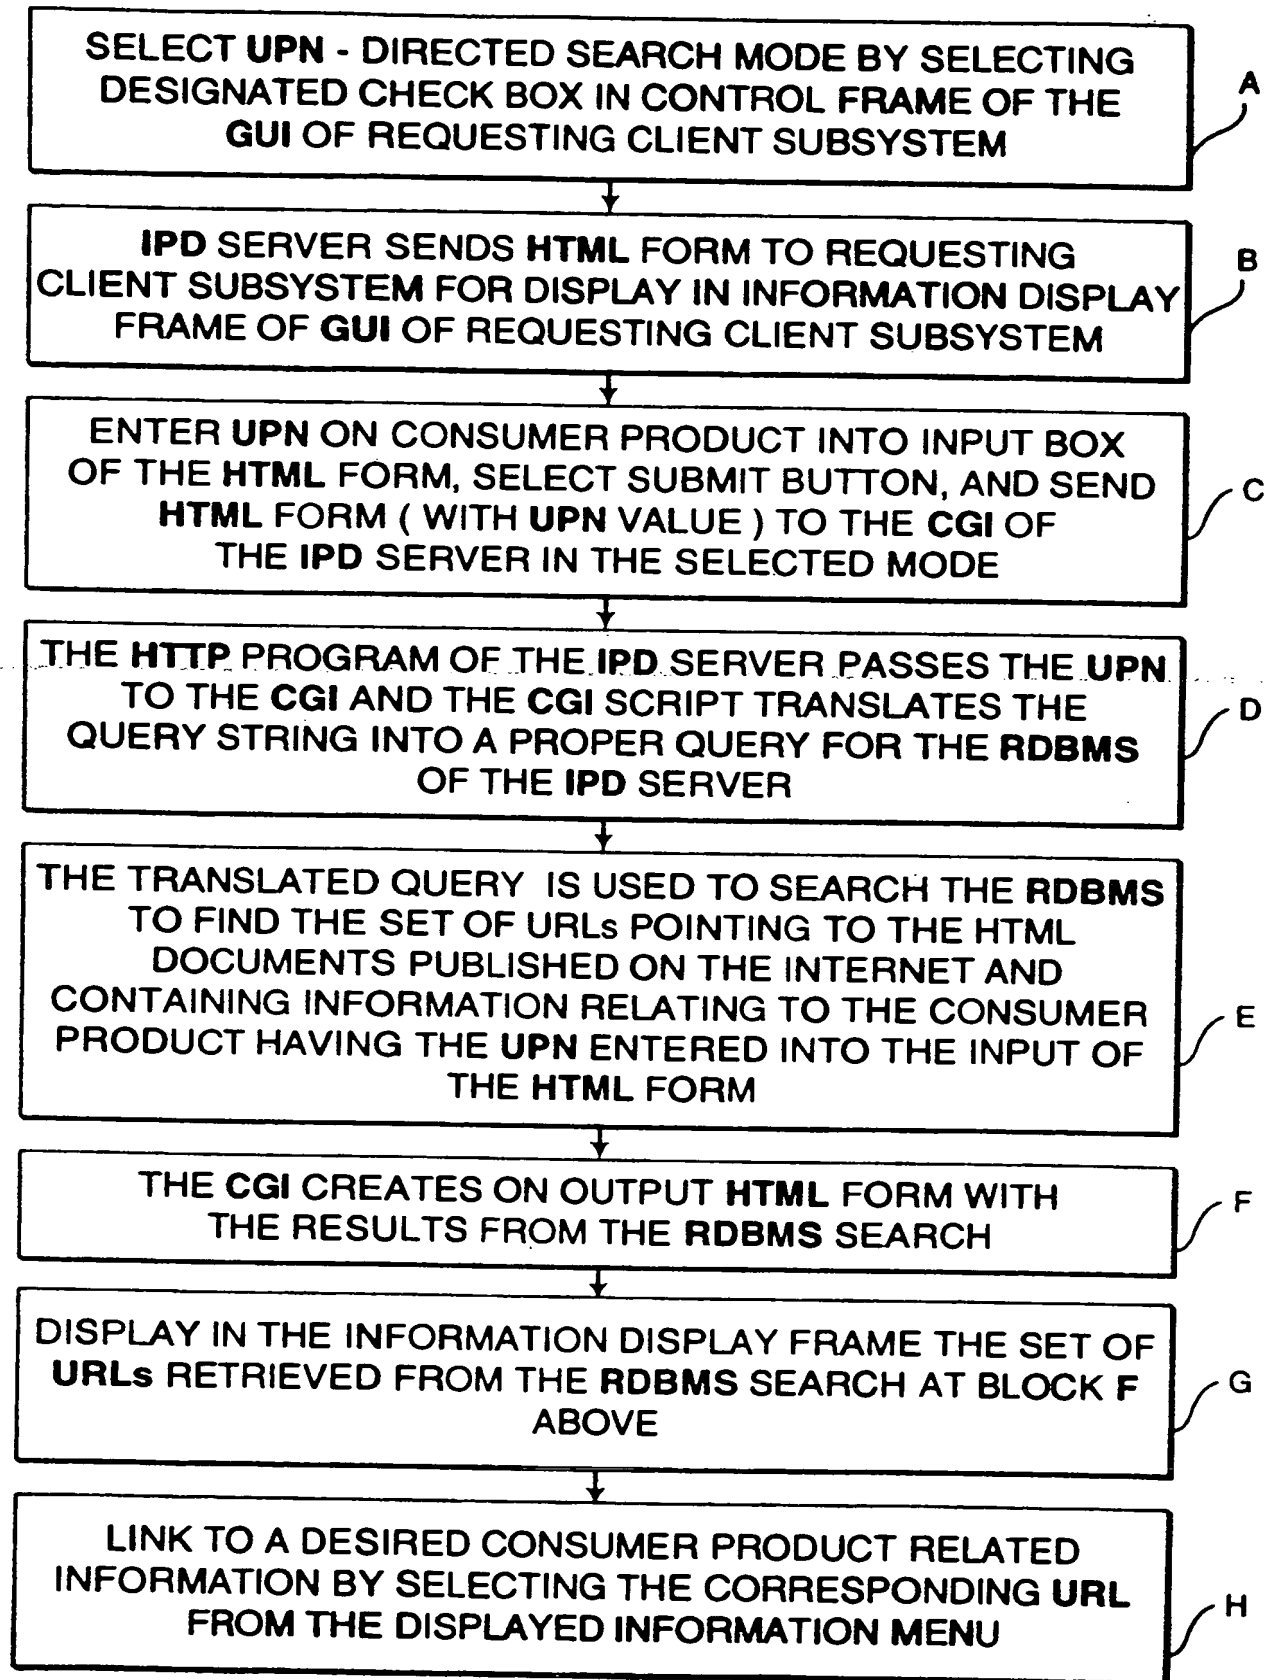 SELECT UPN - DIRECTED SEARCH MODE BY SELECTING
DESIGNATED CHECK BOX IN CONTROL FRAME OF THE
GUI OF REQUESTING CLIENT SUBSYSTEM
A
IPD SERVER SENDS HTML FORM TO REQUESTING
CLIENT SUBSYSTEM FOR DISPLAY IN INFORMATION DISPLAY
FRAME OF GUI OF REQUESTING CLIENT SUBSYSTEM
B
ENTER UPN ON CONSUMER PRODUCT INTO INPUT BOX
OF THE HTML FORM, SELECT SUBMIT BUTTON, AND SEND
HTML FORM ( WITH UPN VALUE ) TO THE CGI OF
THE IPD SERVER IN THE SELECTED MODE
C
THE HTTP PROGRAM OF THE IPD SERVER PASSES THE UPN
TO THE CGI AND THE CGI SCRIPT TRANSLATES THE
QUERY STRING INTO A PROPER QUERY FOR THE RDBMS
OF THE IPD SERVER
D
THE TRANSLATED QUERY IS USED TO SEARCH THE RDBMS
TO FIND THE SET OF URLs POINTING TO THE HTML
DOCUMENTS PUBLISHED ON THE INTERNET AND
CONTAINING INFORMATION RELATING TO THE CONSUMER
PRODUCT HAVING THE UPN ENTERED INTO THE INPUT OF
THE HTML FORM
E
THE CGI CREATES ON OUTPUT HTML FORM WITH
THE RESULTS FROM THE RDBMS SEARCH
F
DISPLAY IN THE INFORMATION DISPLAY FRAME THE SET OF
URLs RETRIEVED FROM THE RDBMS SEARCH AT BLOCK F
ABOVE
G
LINK TO A DESIRED CONSUMER PRODUCT RELATED
INFORMATION BY SELECTING THE CORRESPONDING URL
FROM THE DISPLAYED INFORMATION MENU
H